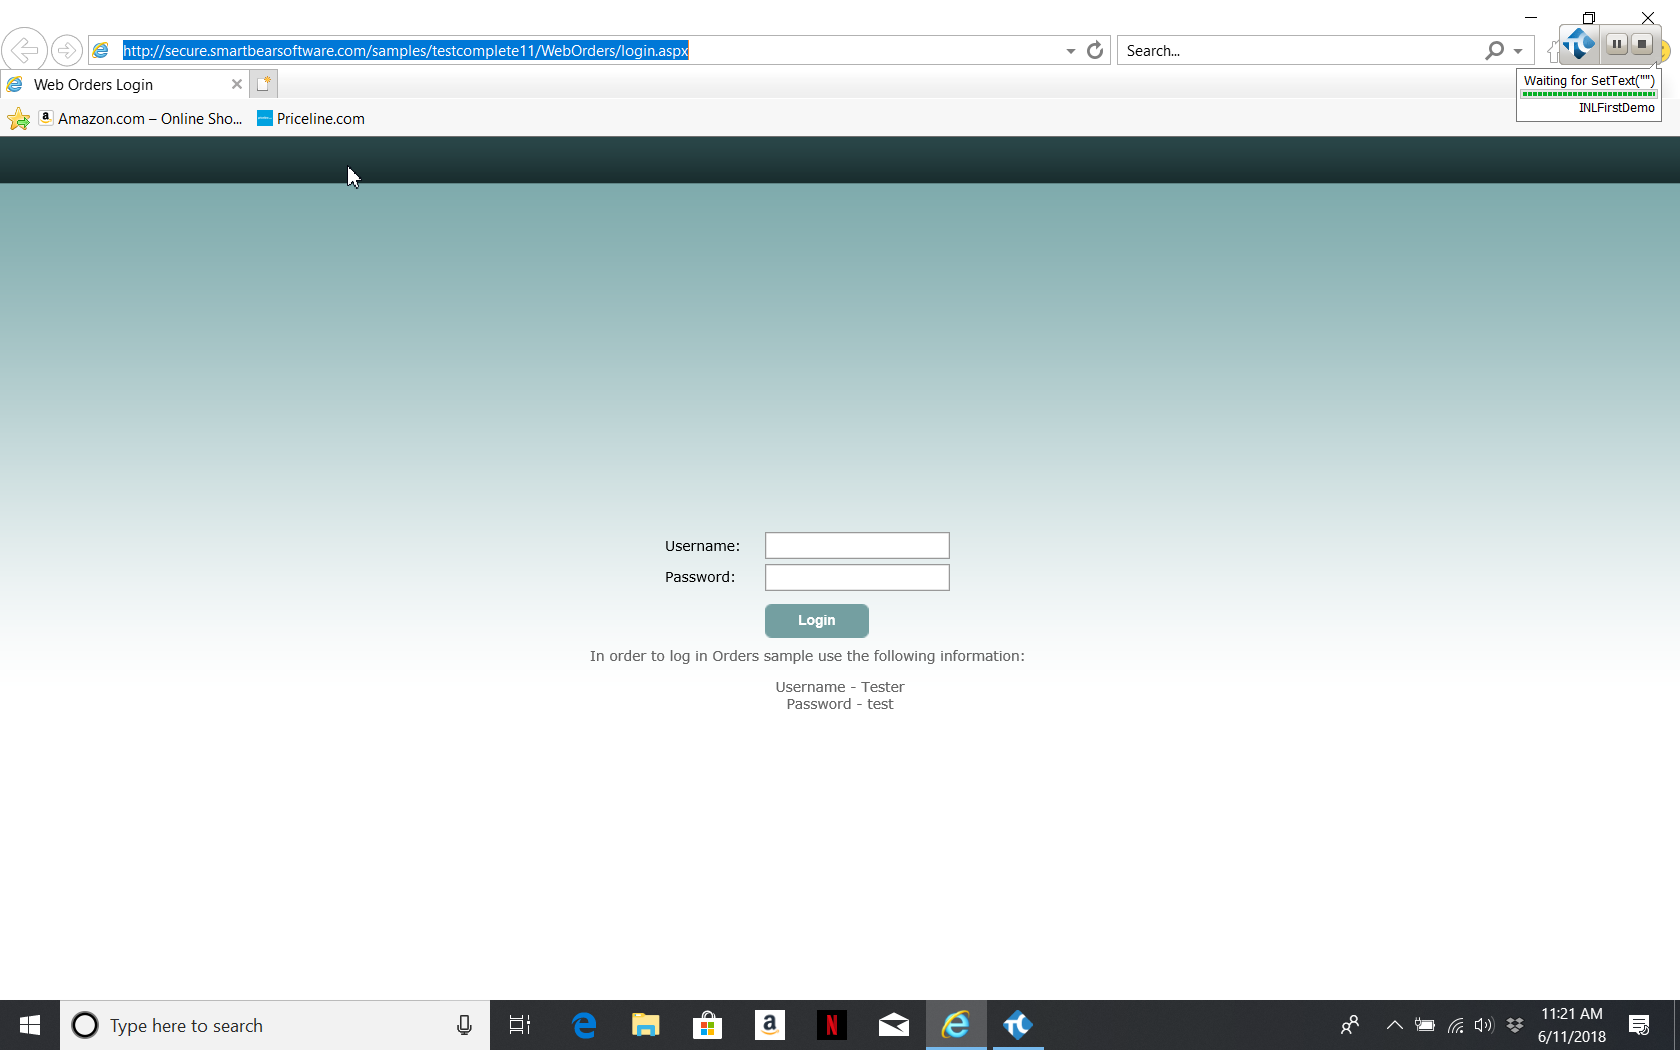 http://secure.smartbearsoftware.com/samples/testcomplete11/WebOrders/login.aspx
Search...
Web Orders Login
Waiting for SetText("")
INLFirstDemo
Amazon.com – Online Sho...
Priceline.com
Username:
Password:
Login
In order to log in Orders sample use the following information:
Username - Tester
Password - test
Type here to search
11:21 AM
6/11/2018